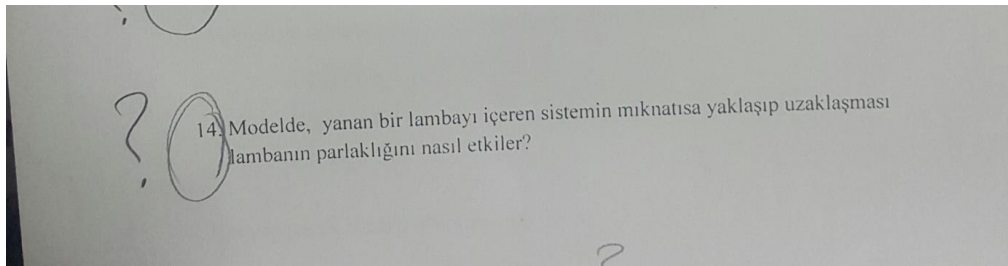 ?
14. Modelde, yanan bir lambayı içeren sistemin mıknatısa yaklaşıp uzaklaşması
lambanın parlaklığını nasıl etkiler?
?